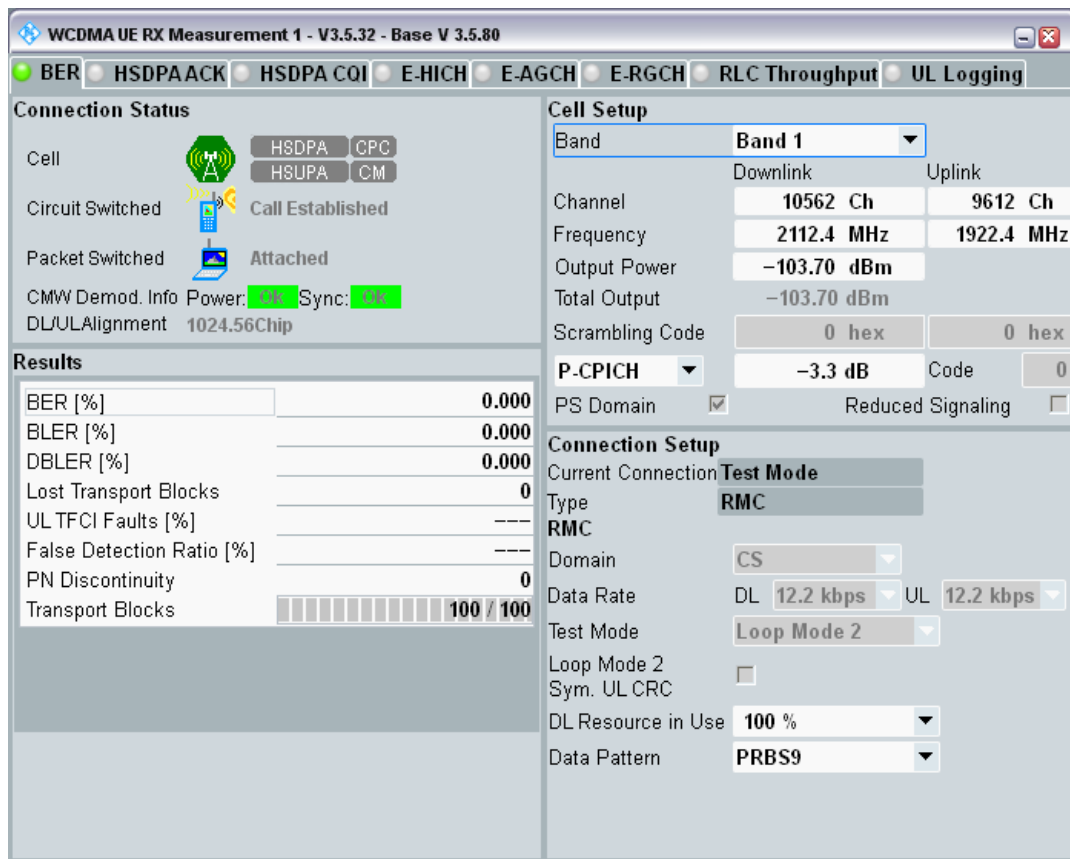 WCDMA UE RX Measurement 1 - V3.5.32 - Base V 3.5.80
BER HSDPA ACK HSDPA CQI E-HICH E-AGCH E-RGCH RLC Throughput UL Logging
Connection Status
Cell HSDPA CPC
HSUPA CM
Circuit Switched Call Established
Packet Switched Attached
CMW Demod. Info Power: Ok Sync: Ok
DL/ULAlignment 1024.56Chip
Results
BER [%] 0.000
BLER [%] 0.000
DBLER [%] 0.000
Lost Transport Blocks 0
UL TFCI Faults [%] ---
False Detection Ratio [%] ---
PN Discontinuity 0
Transport Blocks 100 / 100
Cell Setup
Band Band 1
Downlink Uplink
Channel 10562 Ch 9612 Ch
Frequency 2112.4 MHz 1922.4 MHz
Output Power −103.70 dBm
Total Output −103.70 dBm
Scrambling Code 0 hex 0 hex
P-CPICH −3.3 dB Code 0
PS Domain Reduced Signaling
Connection Setup
Current Connection Test Mode
Type RMC
RMC
Domain CS
Data Rate DL 12.2 kbps UL 12.2 kbps
Test Mode Loop Mode 2
Loop Mode 2
Sym. UL CRC
DL Resource in Use 100 %
Data Pattern PRBS9